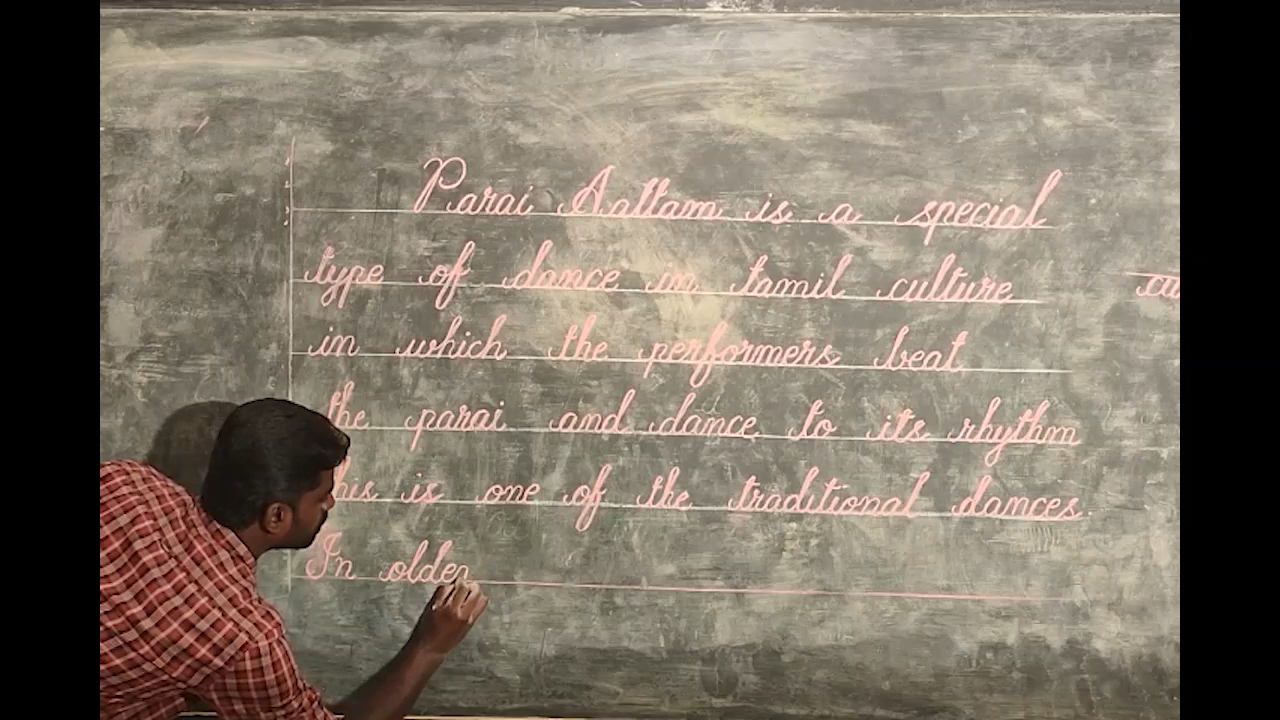 Parai Aattam is a special
type of dance in tamil culture
in which the performers beat
the parai and dance to its rhythm
his is one of the traditional dances.
In olden